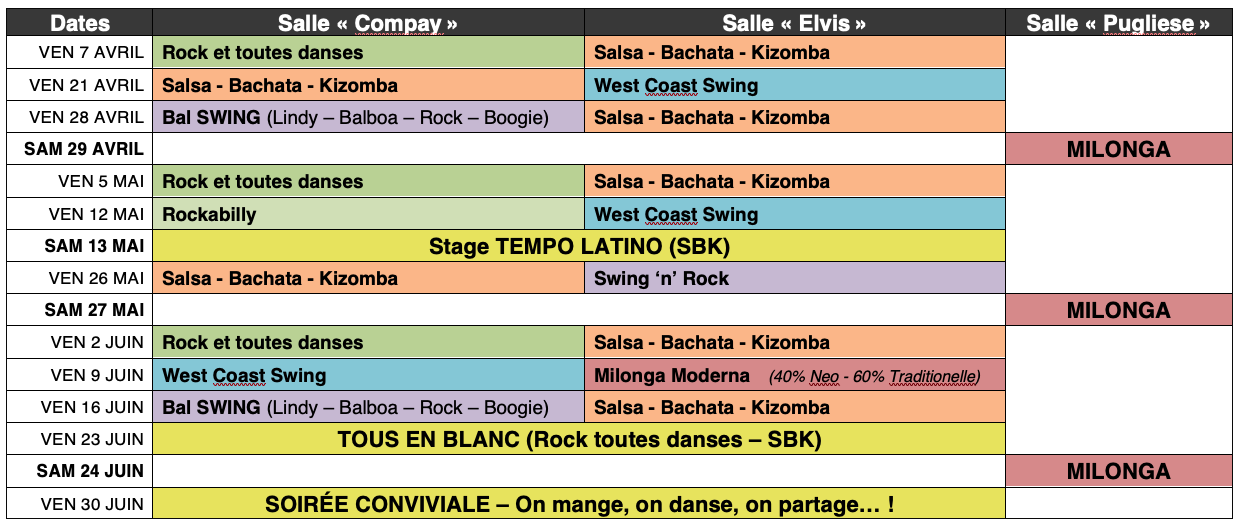 Dates Salle « Compay » Salle « Elvis » Salle « Pugliese »
VEN 7 AVRIL Rock et toutes danses Salsa - Bachata - Kizomba
VEN 21 AVRIL Salsa - Bachata - Kizomba West Coast Swing
VEN 28 AVRIL Bal SWING (Lindy – Balboa – Rock – Boogie) Salsa - Bachata - Kizomba
SAM 29 AVRIL MILONGA
VEN 5 MAI Rock et toutes danses Salsa - Bachata - Kizomba
VEN 12 MAI Rockabilly West Coast Swing
SAM 13 MAI Stage TEMPO LATINO (SBK)
VEN 26 MAI Salsa - Bachata - Kizomba Swing ‘n’ Rock
SAM 27 MAI MILONGA
VEN 2 JUIN Rock et toutes danses Salsa - Bachata - Kizomba
VEN 9 JUIN West Coast Swing Milonga Moderna (40% Neo - 60% Traditionelle)
VEN 16 JUIN Bal SWING (Lindy – Balboa – Rock – Boogie) Salsa - Bachata - Kizomba
VEN 23 JUIN TOUS EN BLANC (Rock toutes danses – SBK)
SAM 24 JUIN MILONGA
VEN 30 JUIN SOIRÉE CONVIVIALE – On mange, on danse, on partage… !